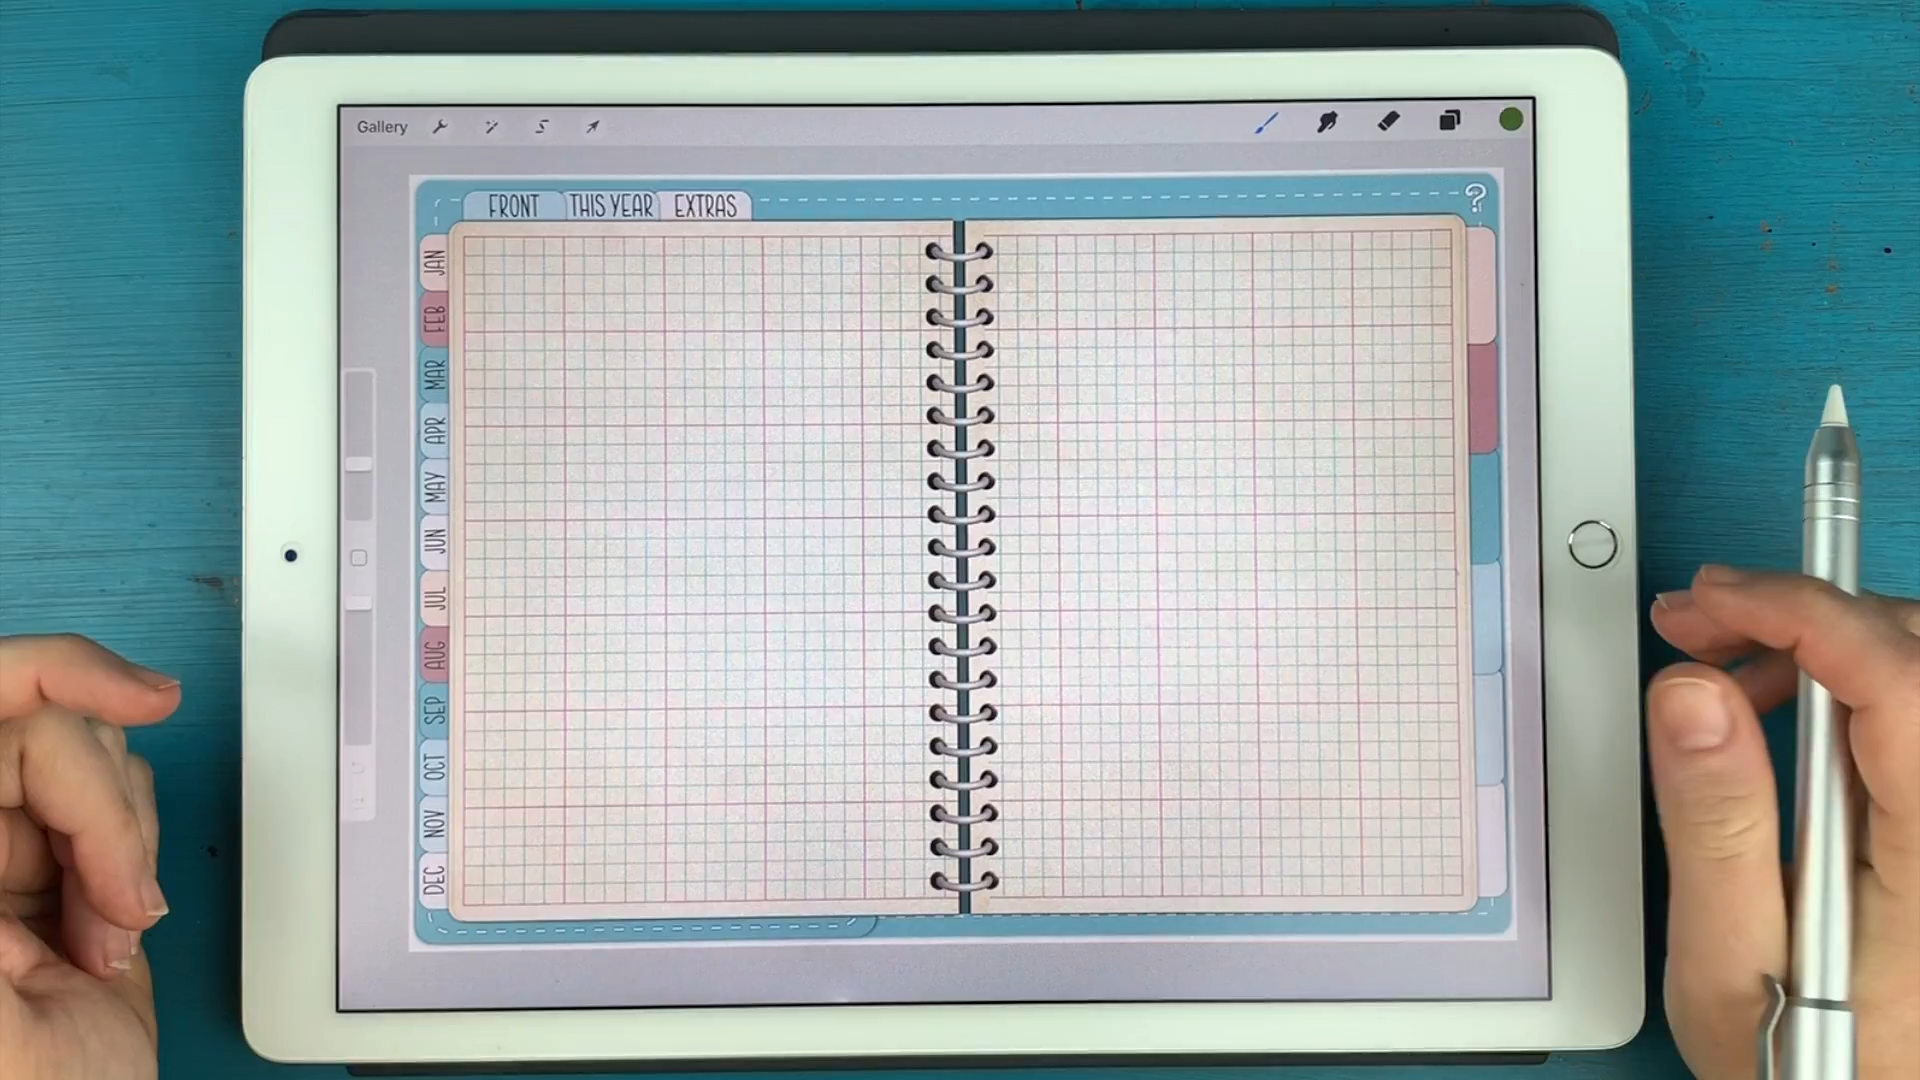 Gallery
FRONT THIS YEAR EXTRAS ?
JAN
FEB
MAR
APR
MAY
JUN
JUL
AUG
SEP
OCT
NOV
DEC